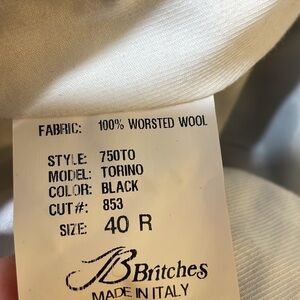 FABRIC: 100% WORSTED WOOL
STYLE: 750TO
MODEL: TORINO
COLOR: BLACK
CUT#: 853
SIZE: 40 R
JB Britches
MADE IN ITALY